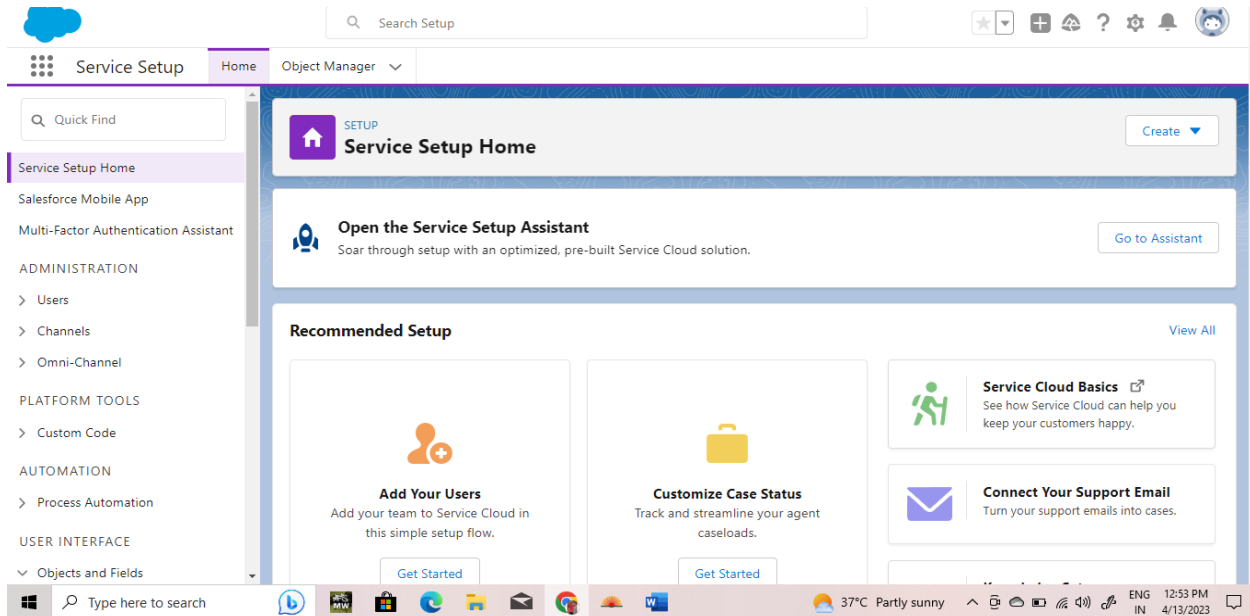 Search Setup
Service Setup
Home
Object Manager
Quick Find
Service Setup Home
Salesforce Mobile App
Multi-Factor Authentication Assistant
ADMINISTRATION
Users
Channels
Omni-Channel
PLATFORM TOOLS
Custom Code
AUTOMATION
Process Automation
USER INTERFACE
Objects and Fields
SETUP
Service Setup Home
Create
Open the Service Setup Assistant
Soar through setup with an optimized, pre-built Service Cloud solution.
Go to Assistant
Recommended Setup
View All
Add Your Users
Add your team to Service Cloud in
this simple setup flow.
Get Started
Customize Case Status
Track and streamline your agent
caseloads.
Get Started
Service Cloud Basics
See how Service Cloud can help you
keep your customers happy.
Connect Your Support Email
Turn your support emails into cases.
Type here to search
MW
37°C Partly sunny
ENG
IN
12:53 PM
4/13/2023